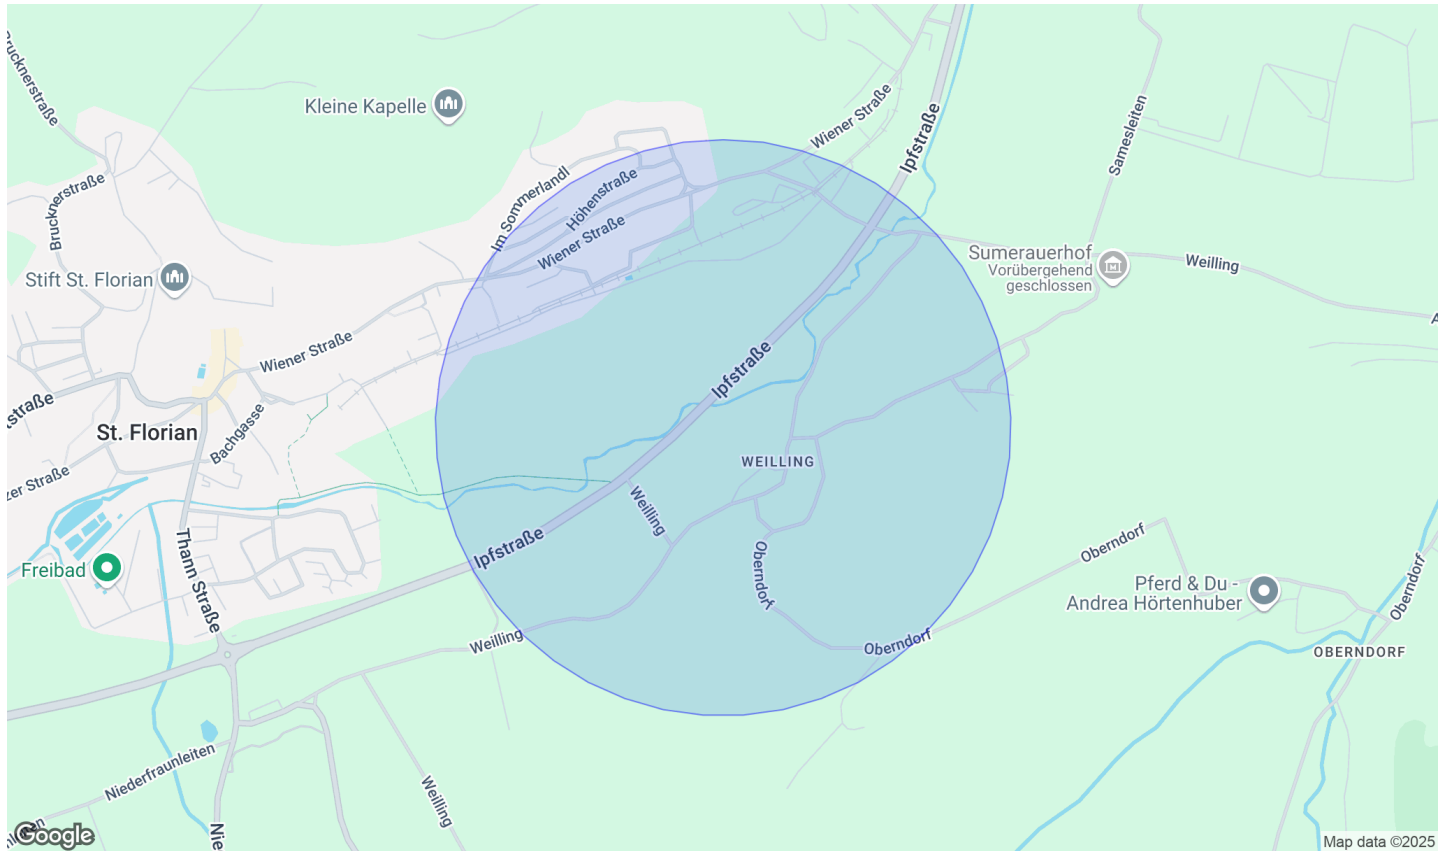 Brucknerstraße
Kleine Kapelle
Wiener Straße
Ipfstraße
Samesleiten
Brucknerstraße
Im Sommerlandl
Höhenstraße
Wiener Straße
Stift St. Florian
Sumerauerhof
Vorübergehend
geschlossen
Weilling
Wiener Straße
Ipfstraße
tstraße
St. Florian
Bachgasse
zer Straße
WEILLING
Weilling
Ipfstraße
Oberndorf
Oberndorf
Freibad
Thann Straße
Pferd & Du -
Andrea Hörtenhuber
Oberndorf
Weilling
Oberndorf
OBERNDORF
Niederfraunleiten
Weilling
Nie
Google
Map data ©2025